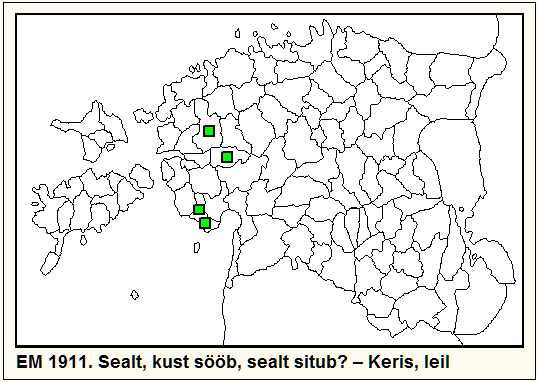 EM 1911. Sealt, kust sööb, sealt situb? – Keris, leil